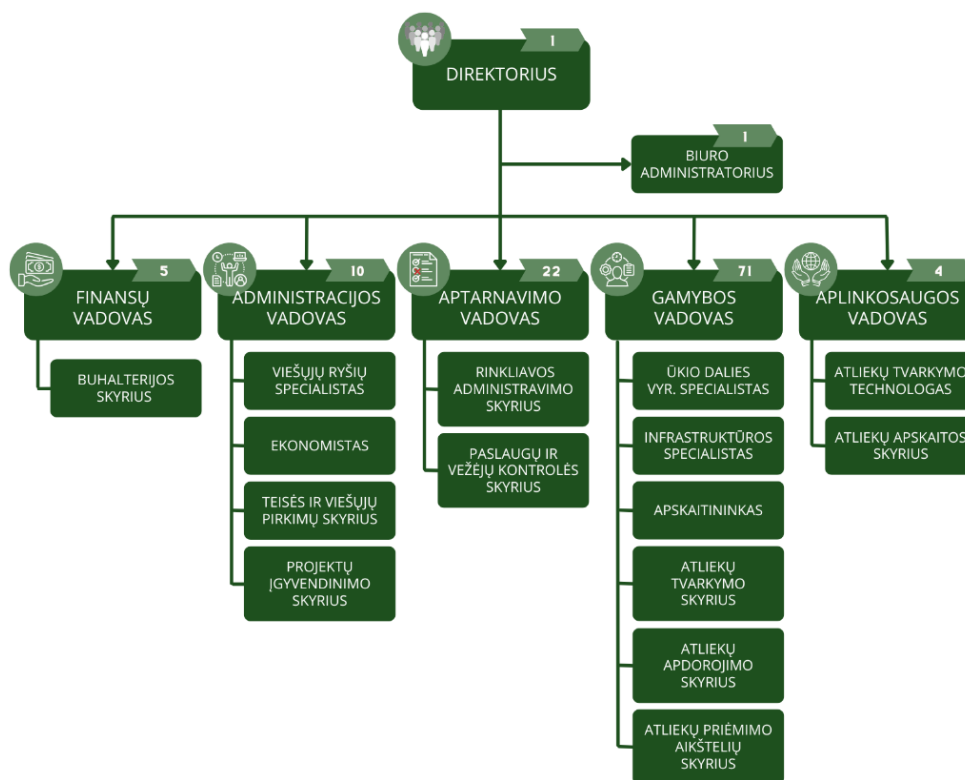 1
DIREKTORIUS
1
BIURO
ADMINISTRATORIUS
5
FINANSŲ
VADOVAS
BUHALTERIJOS
SKYRIUS
10
ADMINISTRACIJOS
VADOVAS
VIEŠŲJŲ RYŠIŲ
SPECIALISTAS
EKONOMISTAS
TEISĖS IR VIEŠŲJŲ
PIRKIMŲ SKYRIUS
PROJEKTŲ
ĮGYVENDINIMO
SKYRIUS
22
APTARNAVIMO
VADOVAS
RINKLIAVOS
ADMINISTRAVIMO
SKYRIUS
PASLAUGŲ IR
VEŽĖJŲ KONTROLĖS
SKYRIUS
71
GAMYBOS
VADOVAS
ŪKIO DALIES
VYR. SPECIALISTAS
INFRASTRUKTŪROS
SPECIALISTAS
APSKAITININKAS
ATLIEKŲ
TVARKYMO
SKYRIUS
ATLIEKŲ
APDOROJIMO
SKYRIUS
ATLIEKŲ PRIĖMIMO
AIKŠTELIŲ
SKYRIUS
4
APLINKOSAUGOS
VADOVAS
ATLIEKŲ TVARKYMO
TECHNOLOGAS
ATLIEKŲ APSKAITOS
SKYRIUS